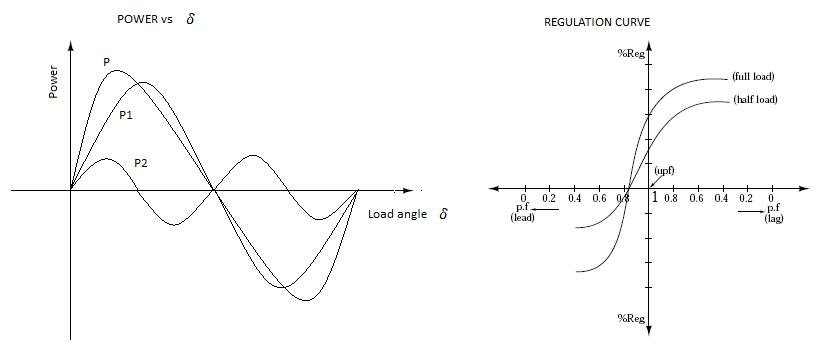 POWER vs δ
Power
P
P1
P2
Load angle δ
REGULATION CURVE
%Reg
(full load)
(half load)
(upf)
0 0.2 0.4 0.6 0.8 1 0.8 0.6 0.4 0.2 0
p.f
(lead)
p.f
(lag)
%Reg